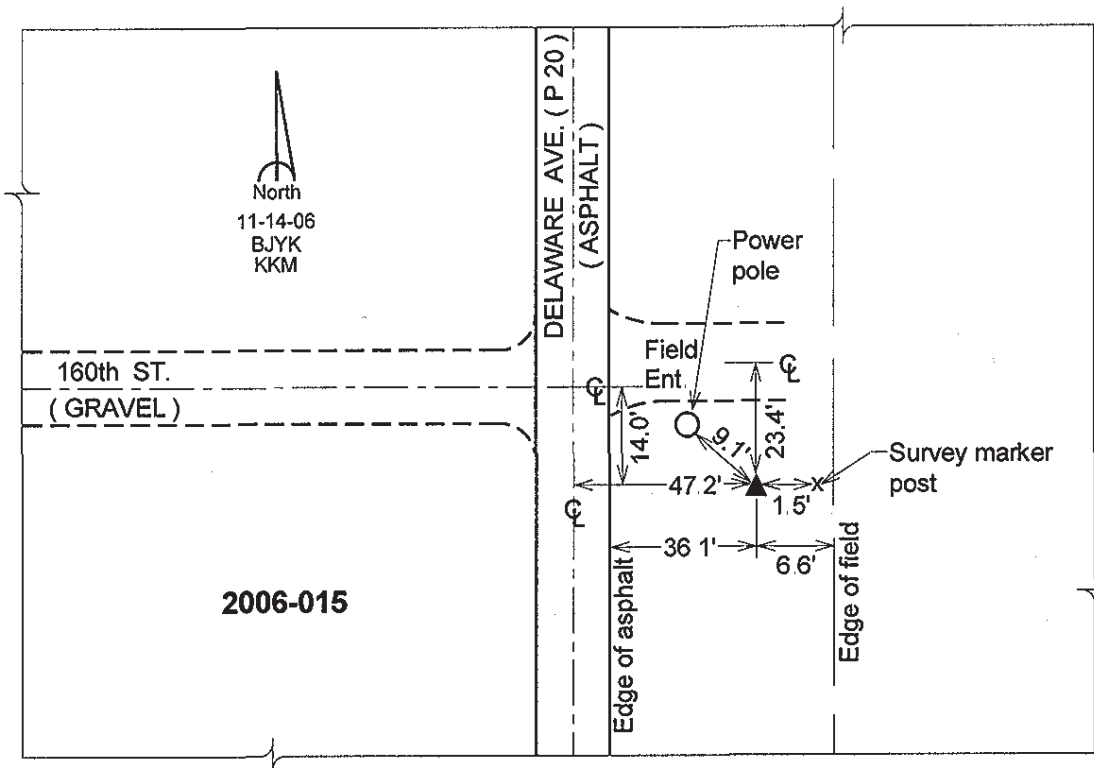 North
11-14-06
BJYK
KKM
DELAWARE AVE. ( P 20 )
( ASPHALT )
Power
pole
160th ST.
( GRAVEL )
Field
Ent.
℄
℄
14.0'
9.1'
23.4'
Survey marker
post
47.2'
1.5'
℄
36 1'
6.6'
2006-015
Edge of asphalt
Edge of field